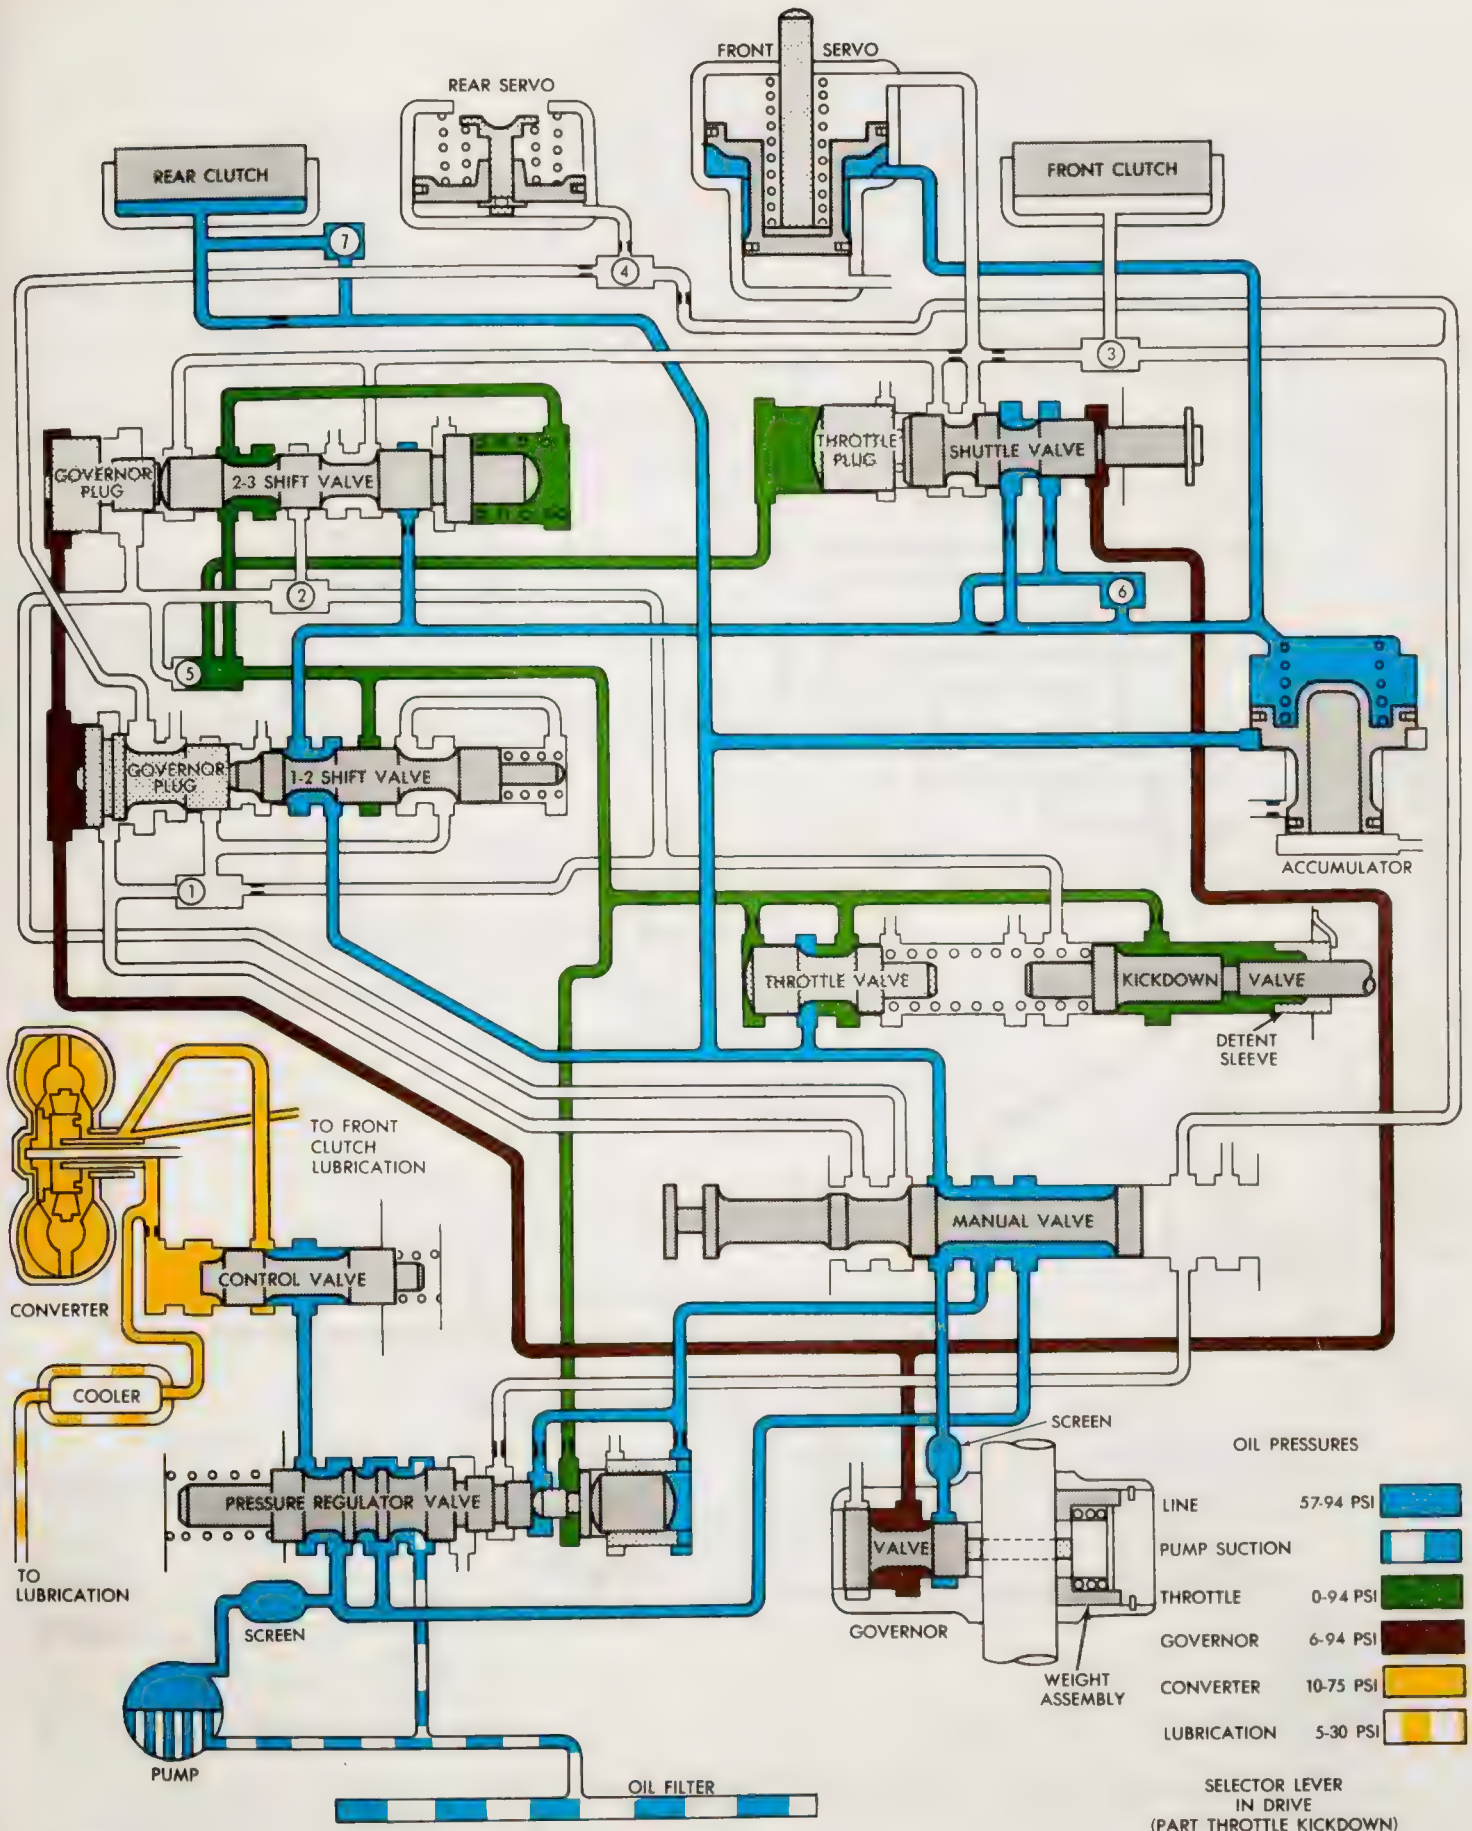 FRONT SERVO
REAR SERVO
REAR CLUTCH
FRONT CLUTCH
7
4
3
GOVERNOR
PLUG
2-3 SHIFT VALVE
THROTTLE
PLUG
SHUTTLE VALVE
2
6
5
GOVERNOR
PLUG
1-2 SHIFT VALVE
1
ACCUMULATOR
THROTTLE VALVE
KICKDOWN VALVE
DETENT
SLEEVE
TO FRONT
CLUTCH
LUBRICATION
MANUAL VALVE
CONTROL VALVE
CONVERTER
COOLER
SCREEN
PRESSURE REGULATOR VALVE
VALVE
TO
LUBRICATION
SCREEN
GOVERNOR
WEIGHT
ASSEMBLY
PUMP
OIL FILTER
OIL PRESSURES
LINE 57-94 PSI
PUMP SUCTION
THROTTLE 0-94 PSI
GOVERNOR 6-94 PSI
CONVERTER 10-75 PSI
LUBRICATION 5-30 PSI
SELECTOR LEVER
IN DRIVE
(PART THROTTLE KICKDOWN)